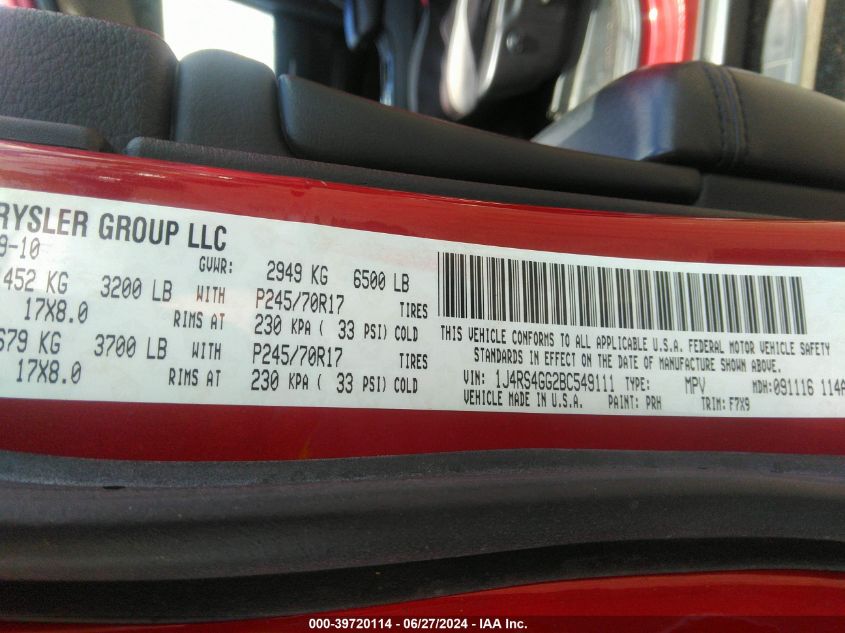 RYSLER GROUP LLC
9-10
GVWR: 2949 KG 6500 LB
452 KG 3200 LB WITH P245/70R17 TIRES
17X8.0 RIMS AT 230 KPA ( 33 PSI) COLD
679 KG 3700 LB WITH P245/70R17 TIRES
17X8.0 RIMS AT 230 KPA ( 33 PSI) COLD
THIS VEHICLE CONFORMS TO ALL APPLICABLE U.S.A. FEDERAL MOTOR VEHICLE SAFETY
STANDARDS IN EFFECT ON THE DATE OF MANUFACTURE SHOWN ABOVE.
VIN: 1J4RS4GG2BC549111 TYPE: MPV MDH: 091116 114A
VEHICLE MADE IN U.S.A. PAINT: PRH TRIM: F7X9
000-39720114 - 06/27/2024 - IAA Inc.